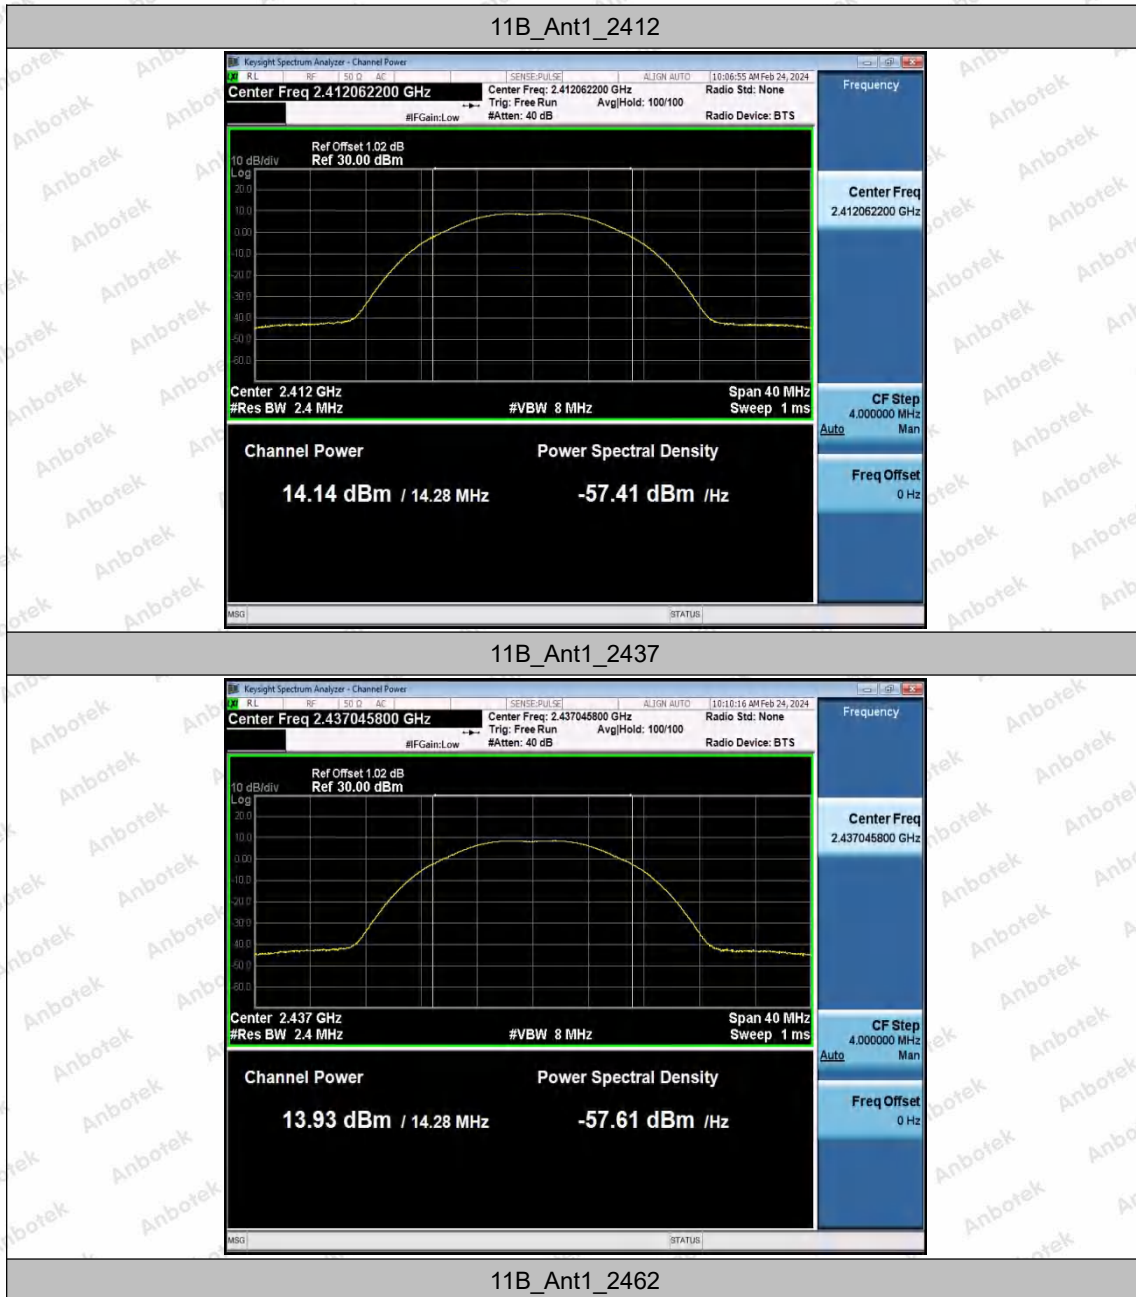 11B_Ant1_2412
Keysight Spectrum Analyzer - Channel Power
RL RF 50 Ω AC SENSE:PULSE ALIGN AUTO 10:06:55 AM Feb 24, 2024
Center Freq 2.412062200 GHz
Center Freq: 2.412062200 GHz Radio Std: None
Trig: Free Run Avg|Hold: 100/100
#IFGain:Low #Atten: 40 dB Radio Device: BTS
Frequency
Ref Offset 1.02 dB
10 dB/div Ref 30.00 dBm
Log
20.0
10.0
0.00
-10.0
-20.0
-30.0
-40.0
-50.0
-60.0
Center 2.412 GHz Span 40 MHz
#Res BW 2.4 MHz #VBW 8 MHz Sweep 1 ms
Center Freq
2.412062200 GHz
CF Step
4.000000 MHz
Auto Man
Freq Offset
0 Hz
Channel Power Power Spectral Density
14.14 dBm / 14.28 MHz -57.41 dBm /Hz
MSG STATUS
11B_Ant1_2437
Keysight Spectrum Analyzer - Channel Power
RL RF 50 Ω AC SENSE:PULSE ALIGN AUTO 10:10:16 AM Feb 24, 2024
Center Freq 2.437045800 GHz
Center Freq: 2.437045800 GHz Radio Std: None
Trig: Free Run Avg|Hold: 100/100
#IFGain:Low #Atten: 40 dB Radio Device: BTS
Frequency
Ref Offset 1.02 dB
10 dB/div Ref 30.00 dBm
Log
20.0
10.0
0.00
-10.0
-20.0
-30.0
-40.0
-50.0
-60.0
Center 2.437 GHz Span 40 MHz
#Res BW 2.4 MHz #VBW 8 MHz Sweep 1 ms
Center Freq
2.437045800 GHz
CF Step
4.000000 MHz
Auto Man
Freq Offset
0 Hz
Channel Power Power Spectral Density
13.93 dBm / 14.28 MHz -57.61 dBm /Hz
MSG STATUS
11B_Ant1_2462
Anbotek